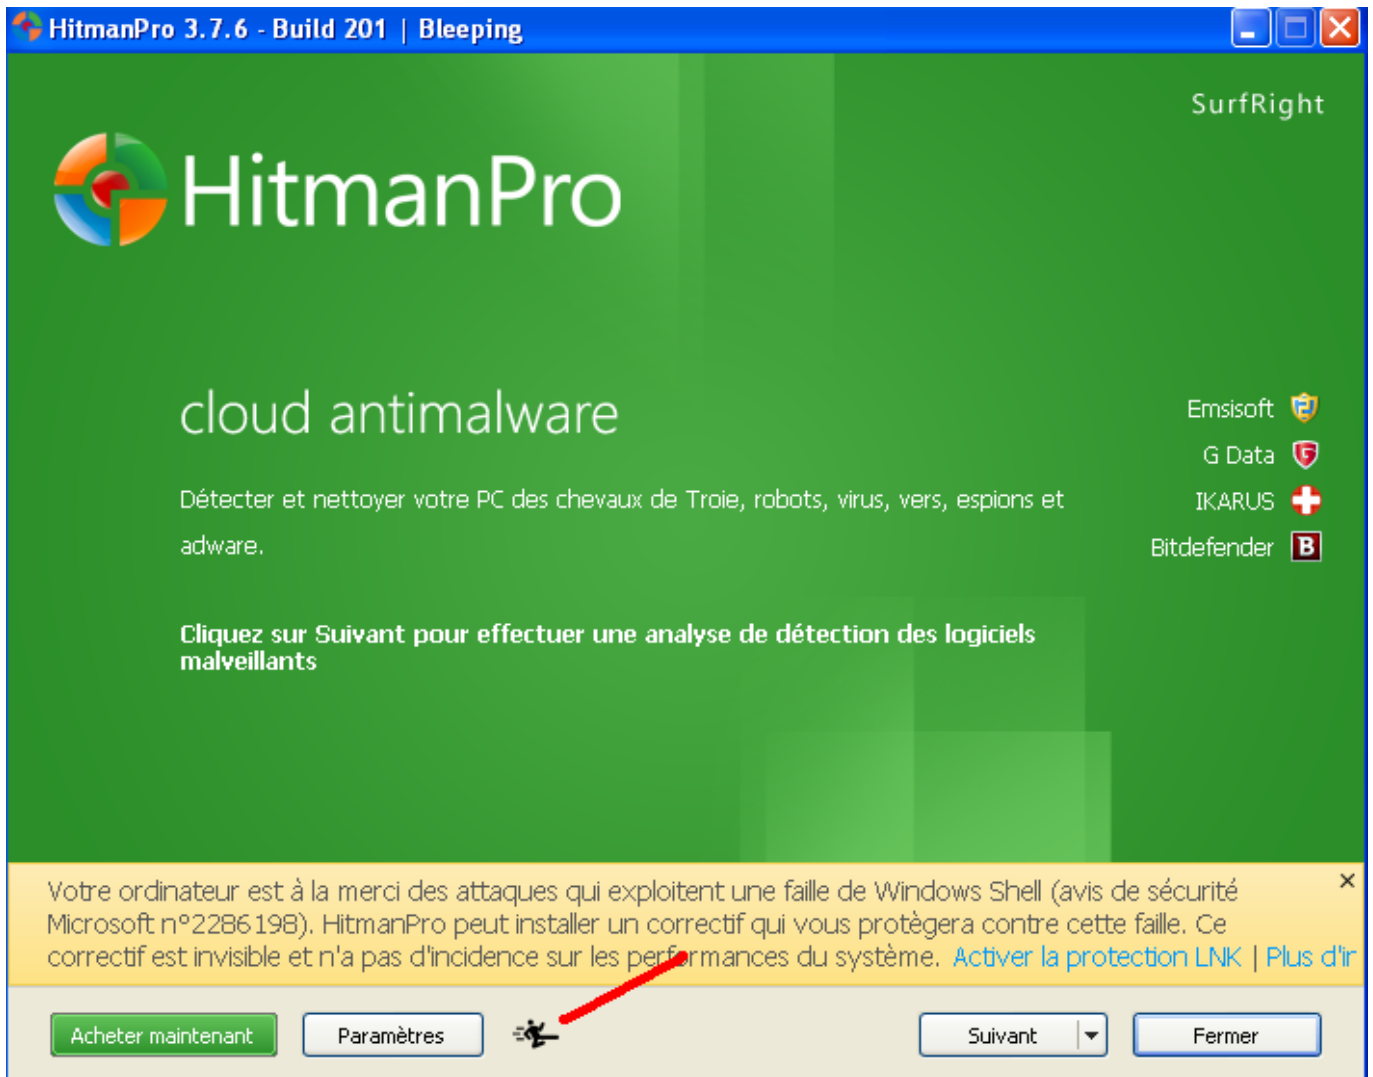 HitmanPro 3.7.6 - Build 201 | Bleeping
SurfRight
HitmanPro
cloud antimalware
Détecter et nettoyer votre PC des chevaux de Troie, robots, virus, vers, espions et
adware.
Emsisoft
G Data
IKARUS
Bitdefender
Cliquez sur Suivant pour effectuer une analyse de détection des logiciels
malveillants
Votre ordinateur est à la merci des attaques qui exploitent une faille de Windows Shell (avis de sécurité
Microsoft n°2286198). HitmanPro peut installer un correctif qui vous protègera contre cette faille. Ce
correctif est invisible et n'a pas d'incidence sur les performances du système. Activer la protection LNK | Plus d'ir
Acheter maintenant
Paramètres
Suivant
Fermer